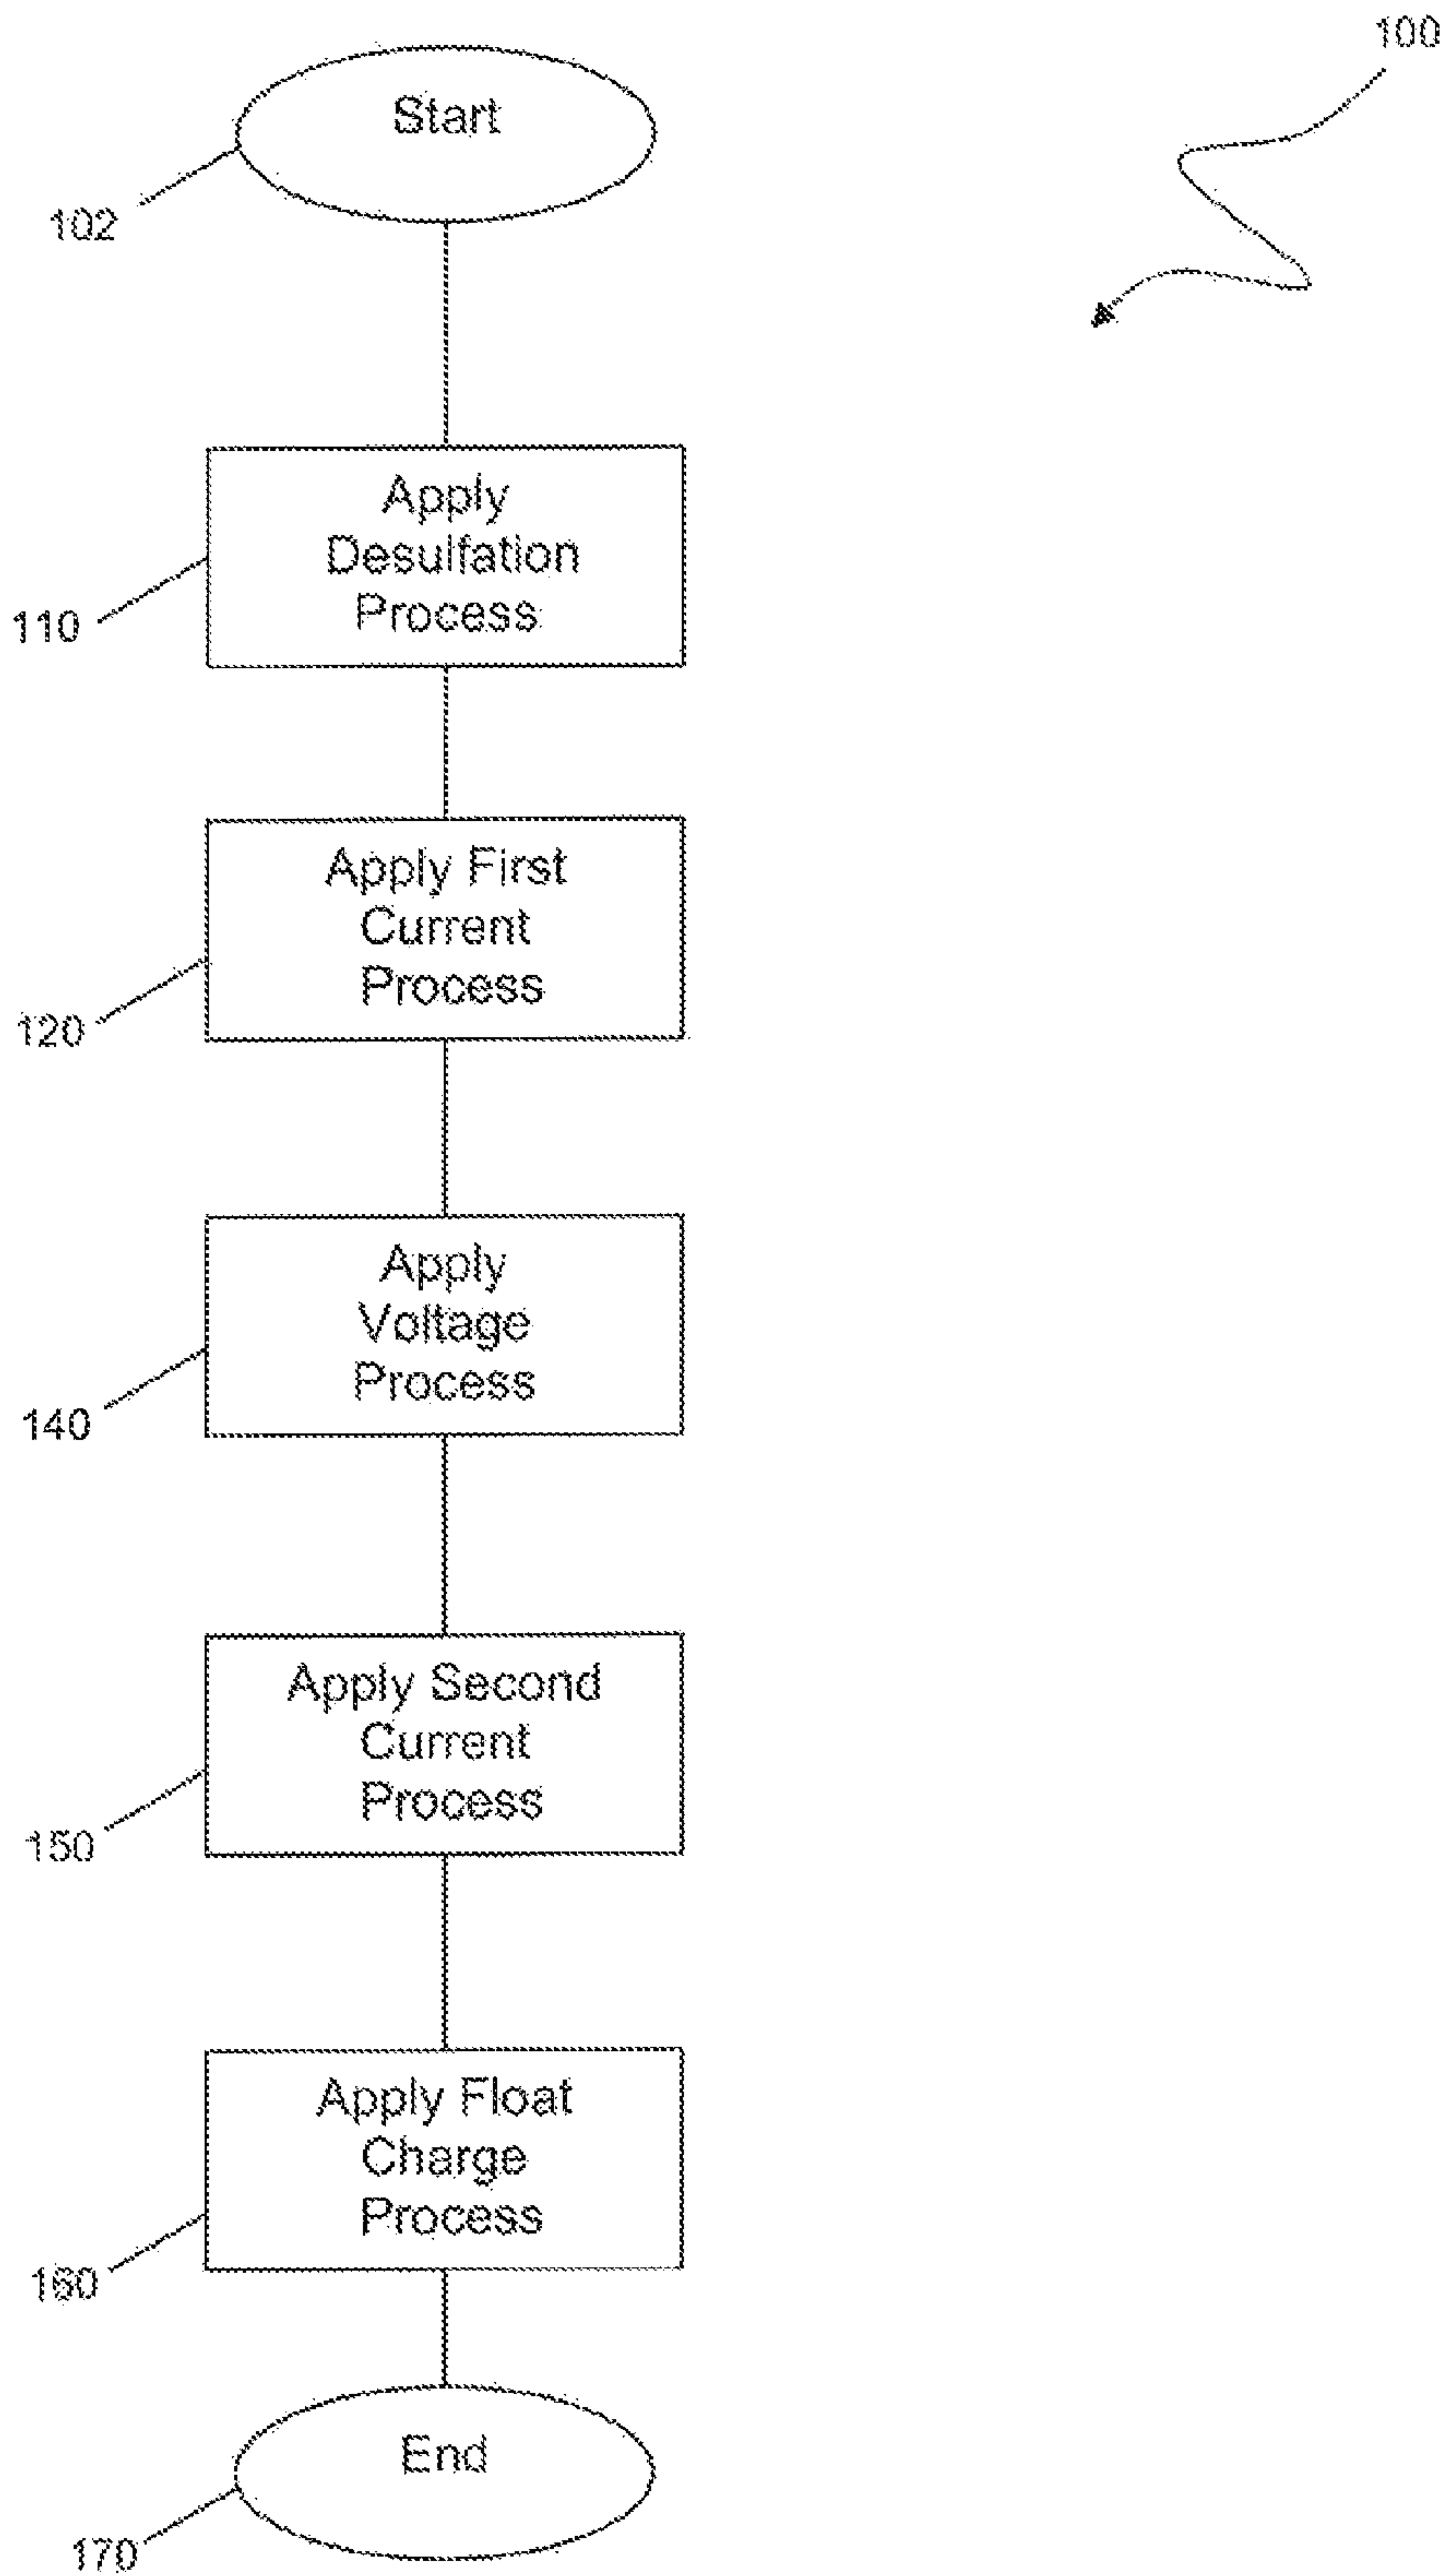 100
Start
102
Apply
Desulfation
Process
110
Apply First
Current
Process
120
Apply
Voltage
Process
140
Apply Second
Current
Process
150
Apply Float
Charge
Process
160
End
170